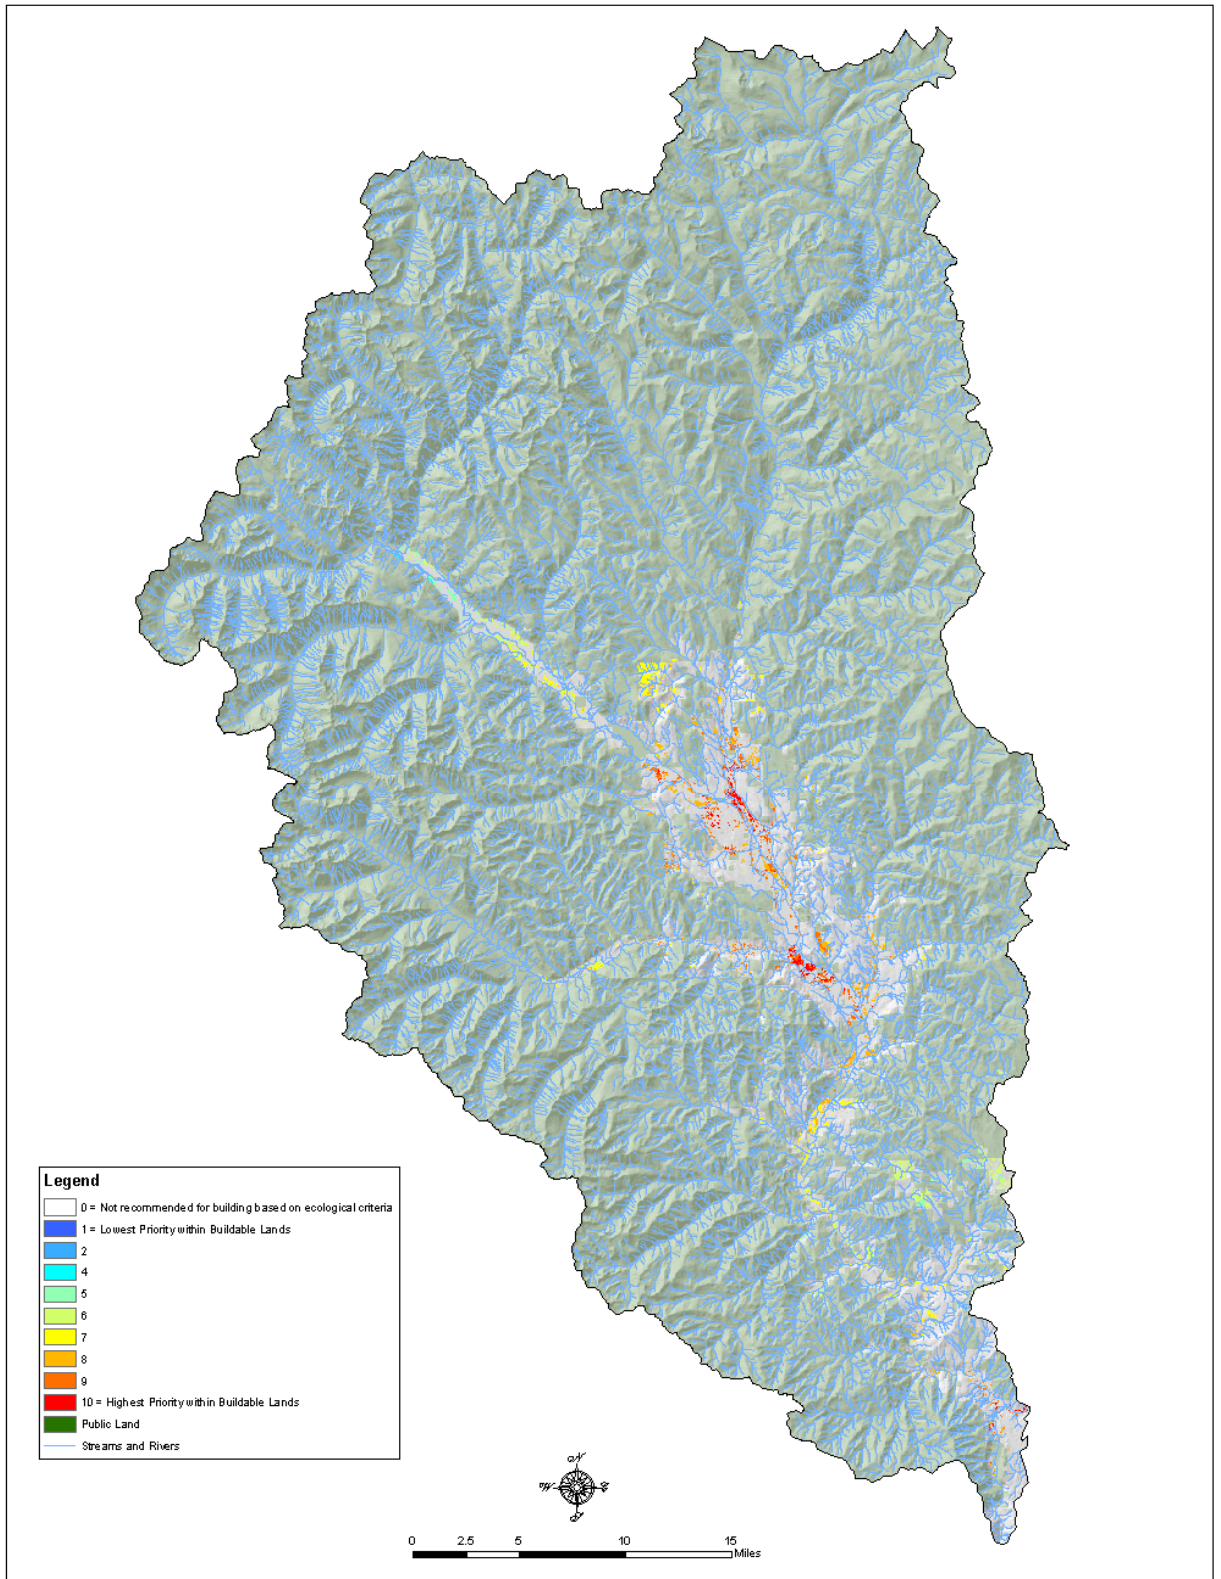 Legend
0 = Not recommended for building based on ecological criteria
1 = Lowest Priority within Buildable Lands
2
4
5
6
7
8
9
10 = Highest Priority within Buildable Lands
Public Land
Streams and Rivers
N
0 2.5 5 10 15
Miles